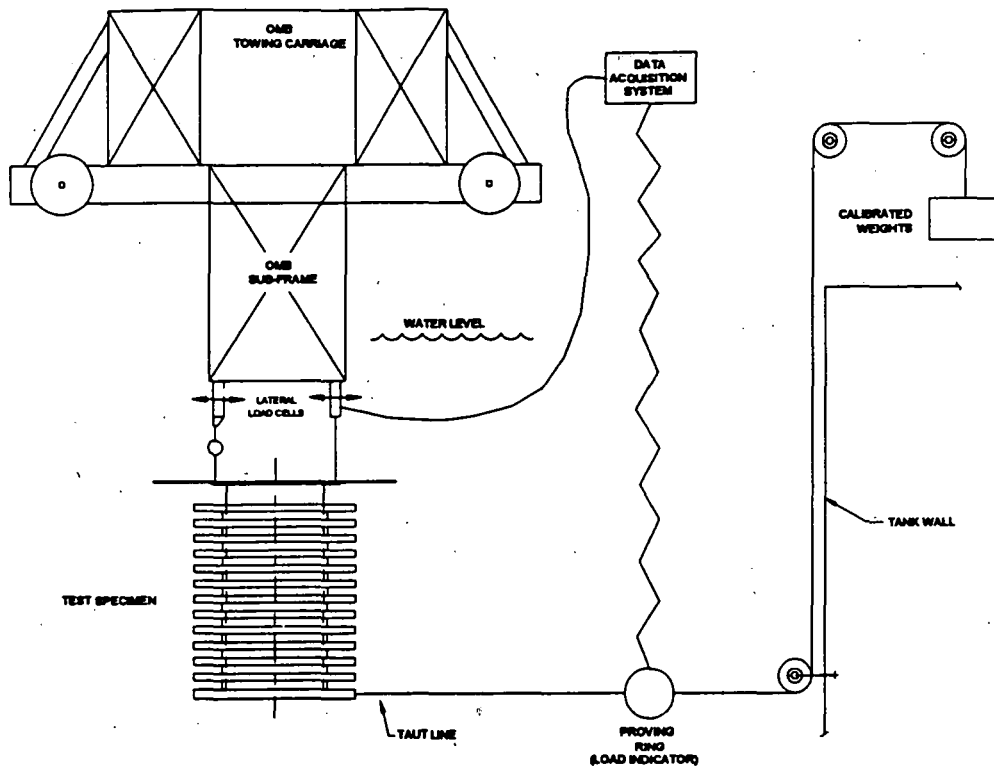 OMB
TOWING CARRIAGE
DATA
ACQUISITION
SYSTEM
CALIBRATED
WEIGHTS
OMB
SUB-FRAME
WATER LEVEL
LATERAL
LOAD CELLS
TANK WALL
TEST SPECIMEN
TAUT LINE
PROVING
RING
(LOAD INDICATOR)